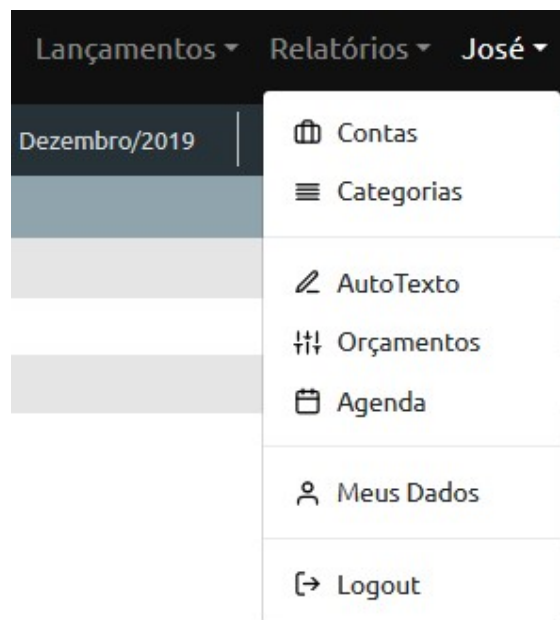 Lançamentos Relatórios José
Dezembro/2019
Contas
Categorias
AutoTexto
Orçamentos
Agenda
Meus Dados
Logout